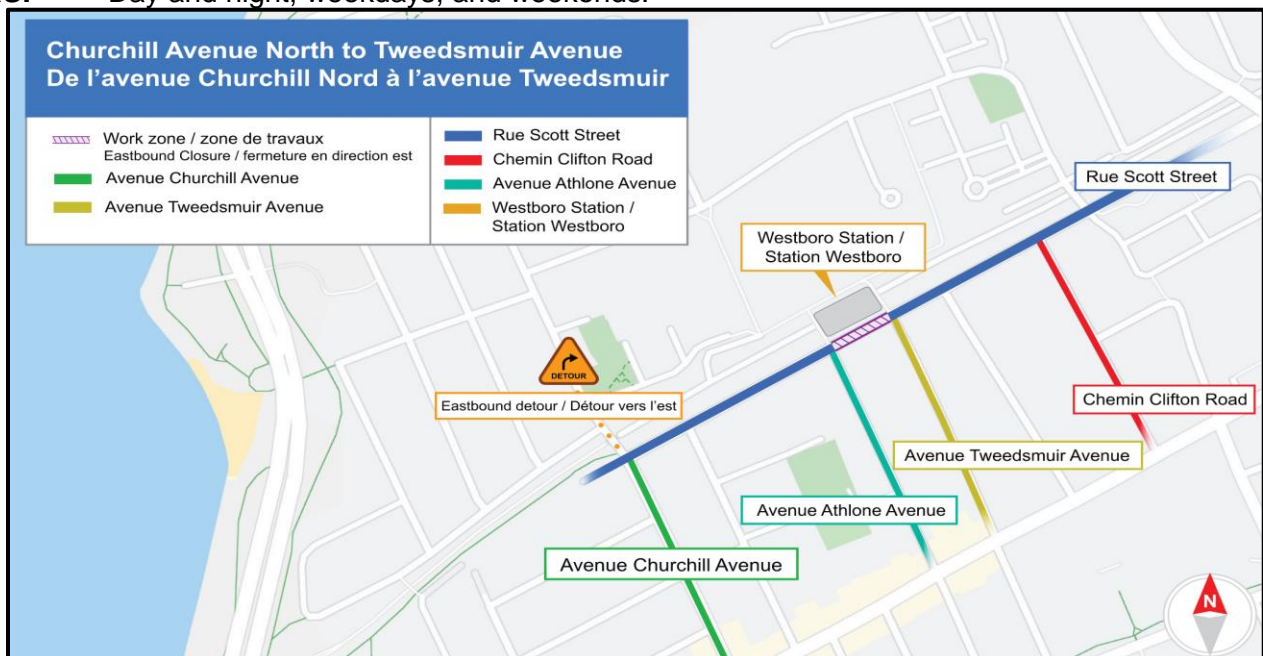 Day and night, weekdays, and weekends.
Churchill Avenue North to Tweedsmuir Avenue
De l’avenue Churchill Nord à l’avenue Tweedsmuir
Work zone / zone de travaux
Eastbound Closure / fermeture en direction est
Avenue Churchill Avenue
Avenue Tweedsmuir Avenue
Rue Scott Street
Chemin Clifton Road
Avenue Athlone Avenue
Westboro Station /
Station Westboro
Rue Scott Street
Westboro Station /
Station Westboro
DETOUR
Eastbound detour / Détour vers l’est
Chemin Clifton Road
Avenue Tweedsmuir Avenue
Avenue Athlone Avenue
Avenue Churchill Avenue
N